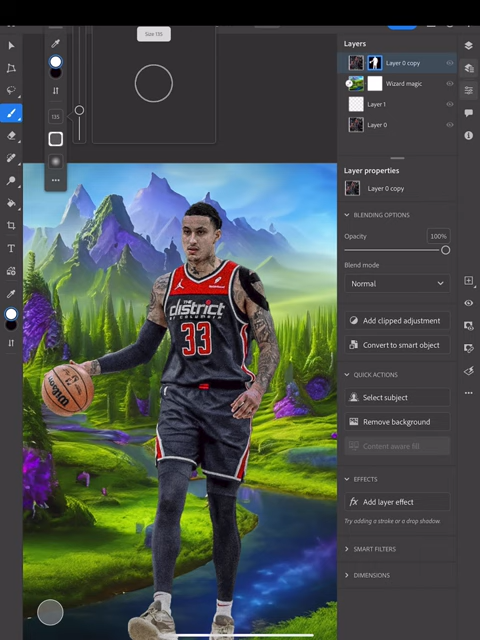 Size 135
135
Layers
Layer 0 copy
Wizard magic
Layer 1
Layer 0
Layer properties
Layer 0 copy
BLENDING OPTIONS
Opacity
100%
Blend mode
Normal
Add clipped adjustment
Convert to smart object
QUICK ACTIONS
Select subject
Remove background
Content aware fill
EFFECTS
fx Add layer effect
Try adding a stroke or a drop shadow
SMART FILTERS
DIMENSIONS
THE
district
OF COLUMBIA
33
Wilson